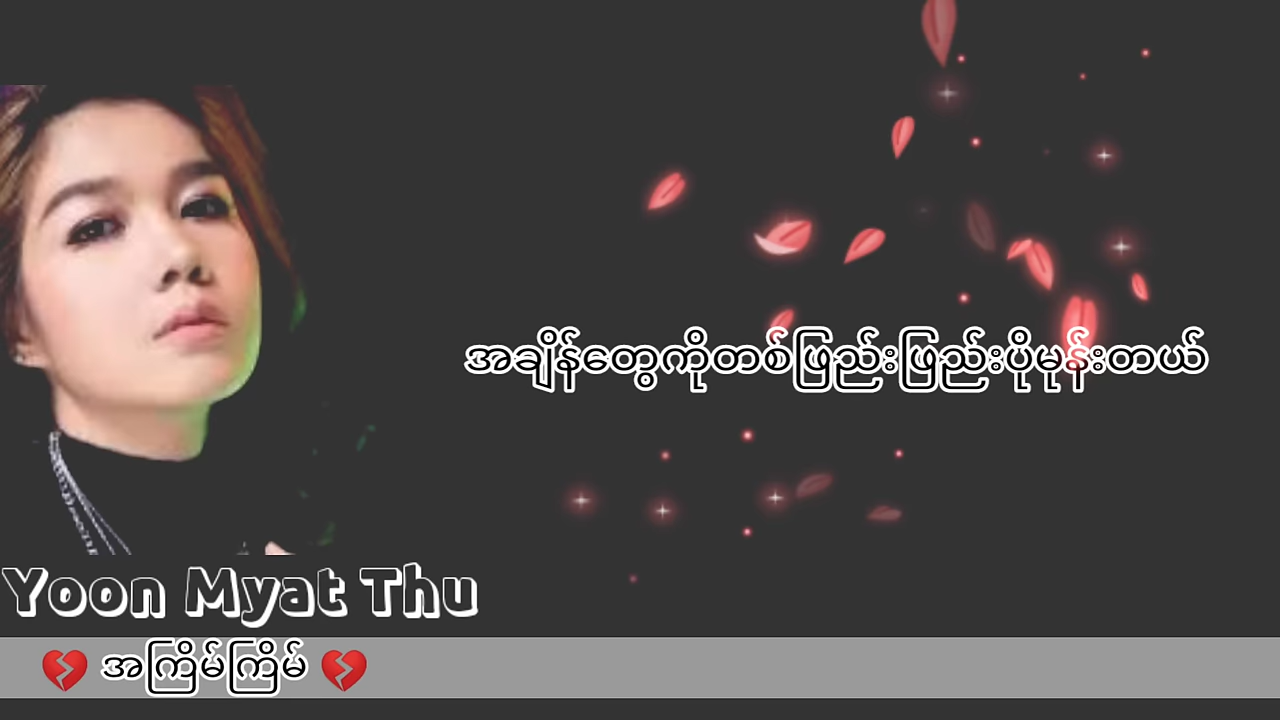 အချိန်တွေကိုတစ်ဖြည်းဖြည်းပိုမုန်းတယ်
Yoon Myat Thu
💔 အကြိမ်ကြိမ် 💔